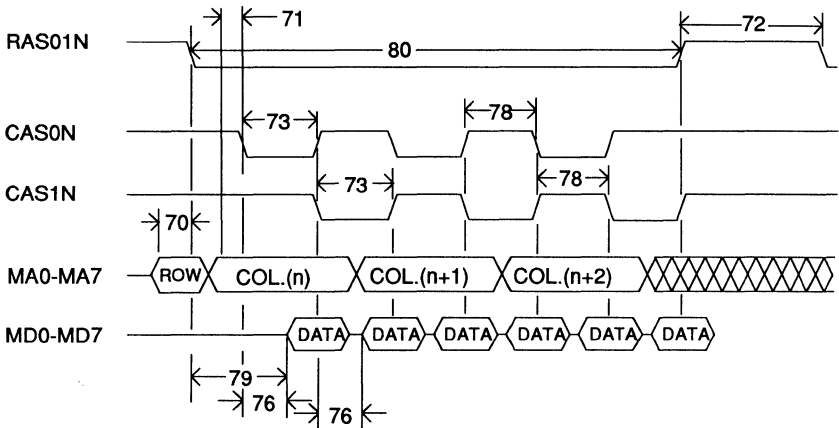 71
72
RAS01N
80
78
CAS0N
73
CAS1N
73
78
70
MA0-MA7
ROW
COL.(n)
COL.(n+1)
COL.(n+2)
MD0-MD7
DATA
DATA
DATA
DATA
DATA
DATA
79
76
76